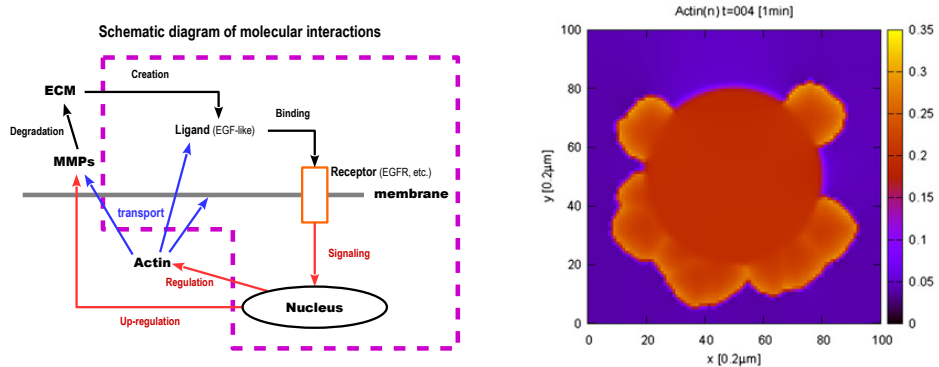 Schematic diagram of molecular interactions
Creation
ECM
Binding
Degradation
Ligand (EGF-like)
MMPs
Receptor (EGFR, etc.)
membrane
transport
Signaling
Actin
Regulation
Nucleus
Up-regulation
Actin(n) t=004 [1min]
100
80
60
40
20
0
y [0.2μm]
0 20 40 60 80 100
x [0.2μm]
0.35
0.3
0.25
0.2
0.15
0.1
0.05
0